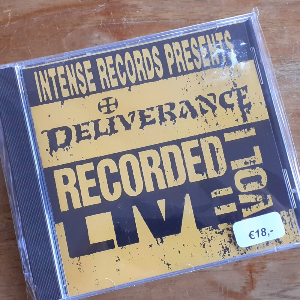 INTENSE RECORDS PRESENTS
DELIVERANCE
RECORDED
LIVE
VOL I
€18,-